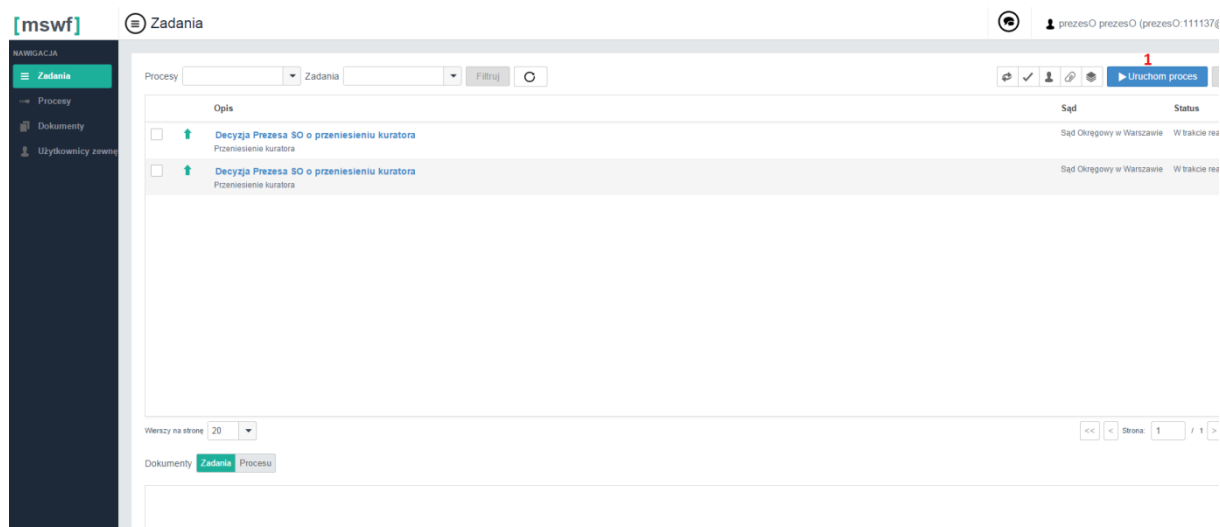 [mswf]
Zadania
prezesO prezesO (prezesO:111137@
NAWIGACJA
Zadania
Procesy
Dokumenty
Użytkownicy zewnę
1
Procesy Zadania Filtruj Uruchom proces
Opis Sąd Status
Decyzja Prezesa SO o przeniesieniu kuratora Sąd Okręgowy w Warszawie W trakcie rea
Przeniesienie kuratora
Decyzja Prezesa SO o przeniesieniu kuratora Sąd Okręgowy w Warszawie W trakcie rea
Przeniesienie kuratora
Wierszy na stronę 20 << < Strona: 1 / 1 >
Dokumenty Zadania Procesu